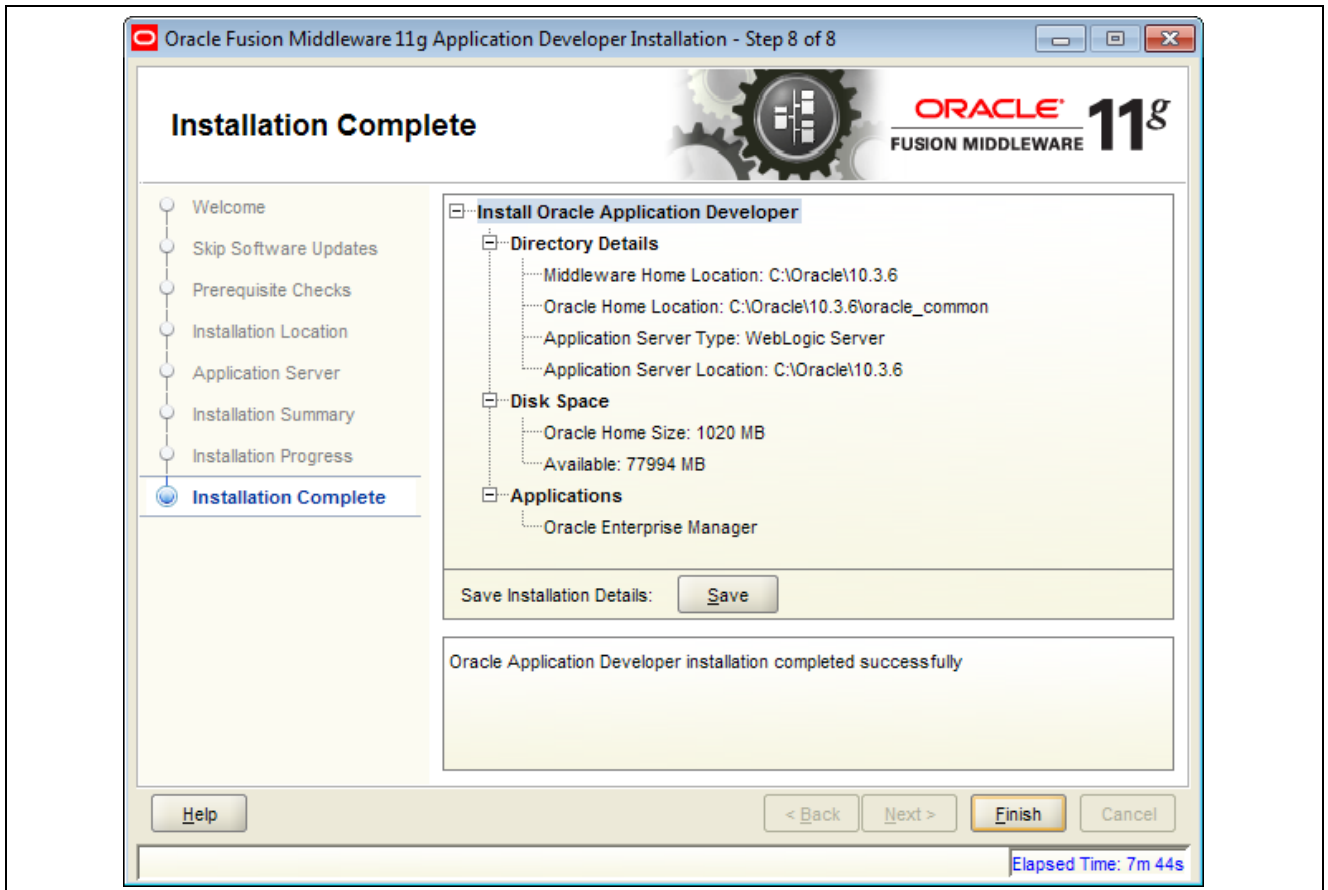 Oracle Fusion Middleware 11g Application Developer Installation - Step 8 of 8
Installation Complete
ORACLE
FUSION MIDDLEWARE
11g
Welcome
Skip Software Updates
Prerequisite Checks
Installation Location
Application Server
Installation Summary
Installation Progress
Installation Complete
Install Oracle Application Developer
Directory Details
Middleware Home Location: C:\Oracle\10.3.6
Oracle Home Location: C:\Oracle\10.3.6\oracle_common
Application Server Type: WebLogic Server
Application Server Location: C:\Oracle\10.3.6
Disk Space
Oracle Home Size: 1020 MB
Available: 77994 MB
Applications
Oracle Enterprise Manager
Save Installation Details: Save
Oracle Application Developer installation completed successfully
Help < Back Next > Finish Cancel
Elapsed Time: 7m 44s